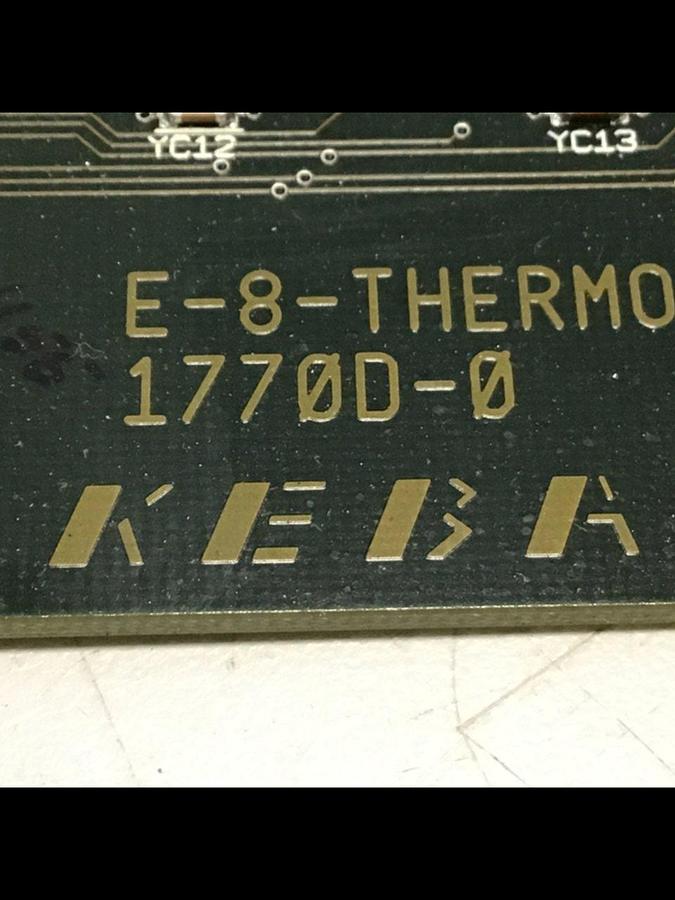 YC12 YC13
E-8-THERMO
1770D-0
KEBA